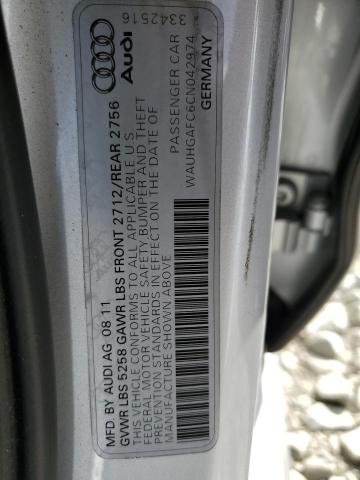 MFD. BY AUDI AG 08 11
GVWR LBS 5258 GAWR LBS FRONT 2712/REAR 2756
THIS VEHICLE CONFORMS TO ALL APPLICABLE U S
FEDERAL MOTOR VEHICLE SAFETY BUMPER AND THEFT
PREVENTION STANDARDS IN EFFECT ON THE DATE OF
MANUFACTURE SHOWN ABOVE
PASSENGER CAR
WAUHGAFC6CN042974
GERMANY
3342516
Audi